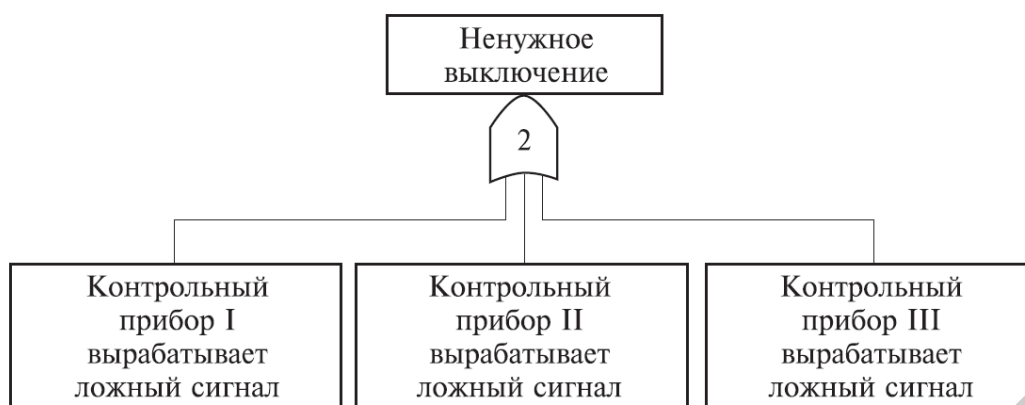 Ненужное
выключение
2
Контрольный
прибор I
вырабатывает
ложный сигнал
Контрольный
прибор II
вырабатывает
ложный сигнал
Контрольный
прибор III
вырабатывает
ложный сигнал